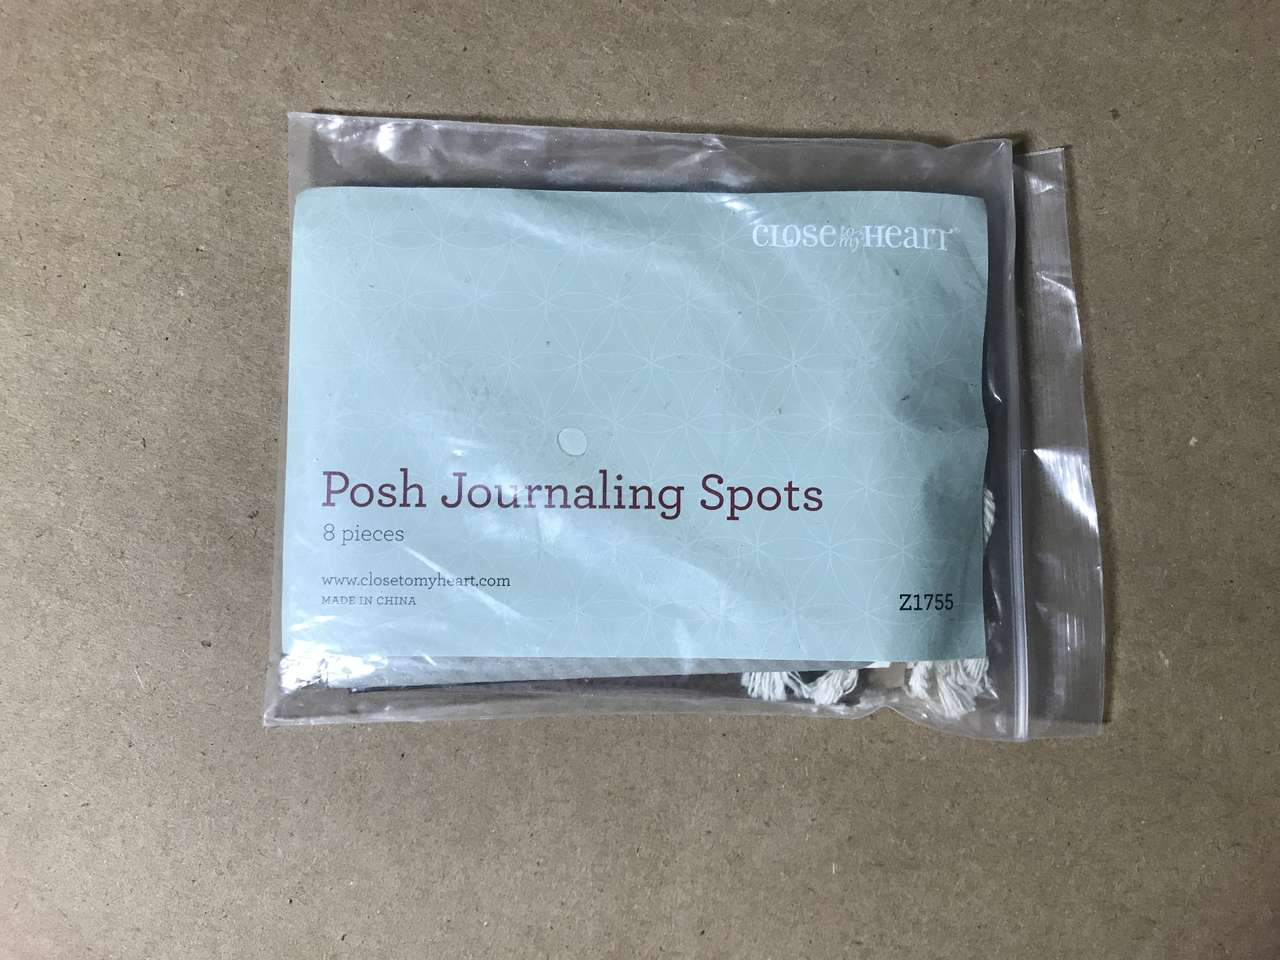 CLOSE to my HEART®
Posh Journaling Spots
8 pieces
www.closetomyheart.com
MADE IN CHINA
Z1755